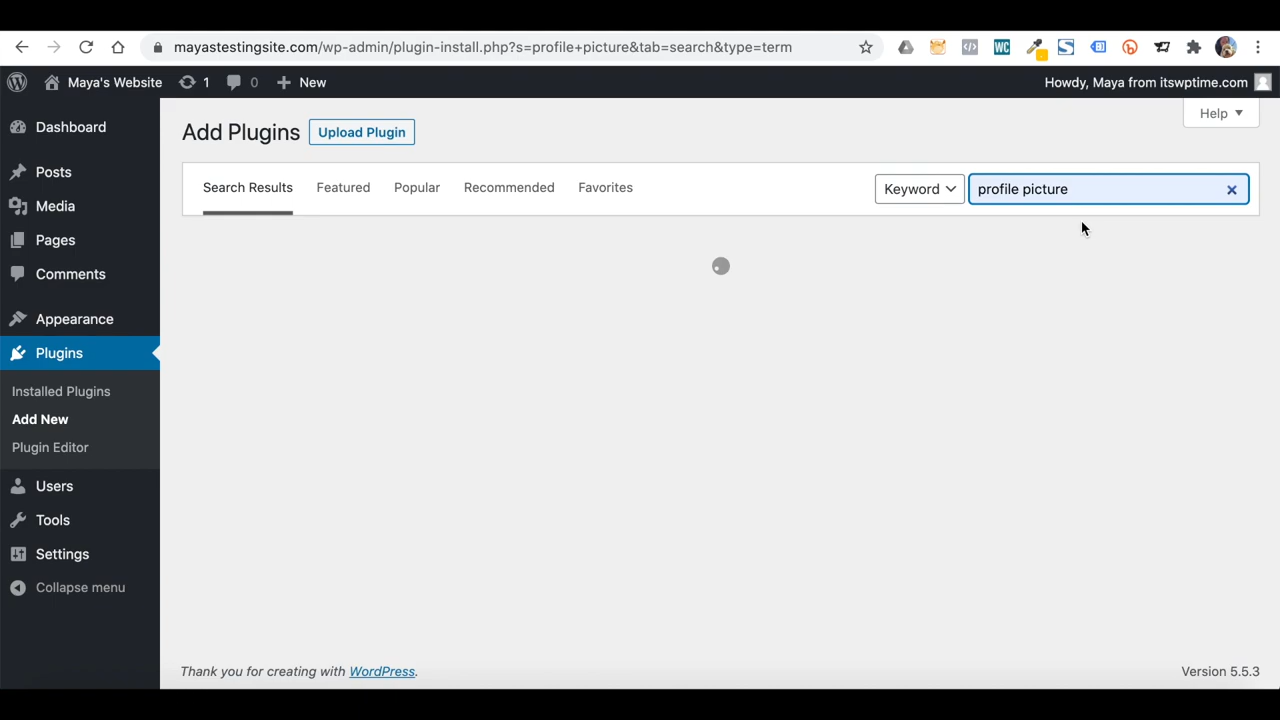 mayastestingsite.com/wp-admin/plugin-install.php?s=profile+picture&tab=search&type=term
Maya's Website 1 0 New
Howdy, Maya from itswptime.com
Dashboard
Posts
Media
Pages
Comments
Appearance
Plugins
Installed Plugins
Add New
Plugin Editor
Users
Tools
Settings
Collapse menu
Add Plugins Upload Plugin
Help
Search Results Featured Popular Recommended Favorites
Keyword profile picture
Thank you for creating with WordPress.
Version 5.5.3